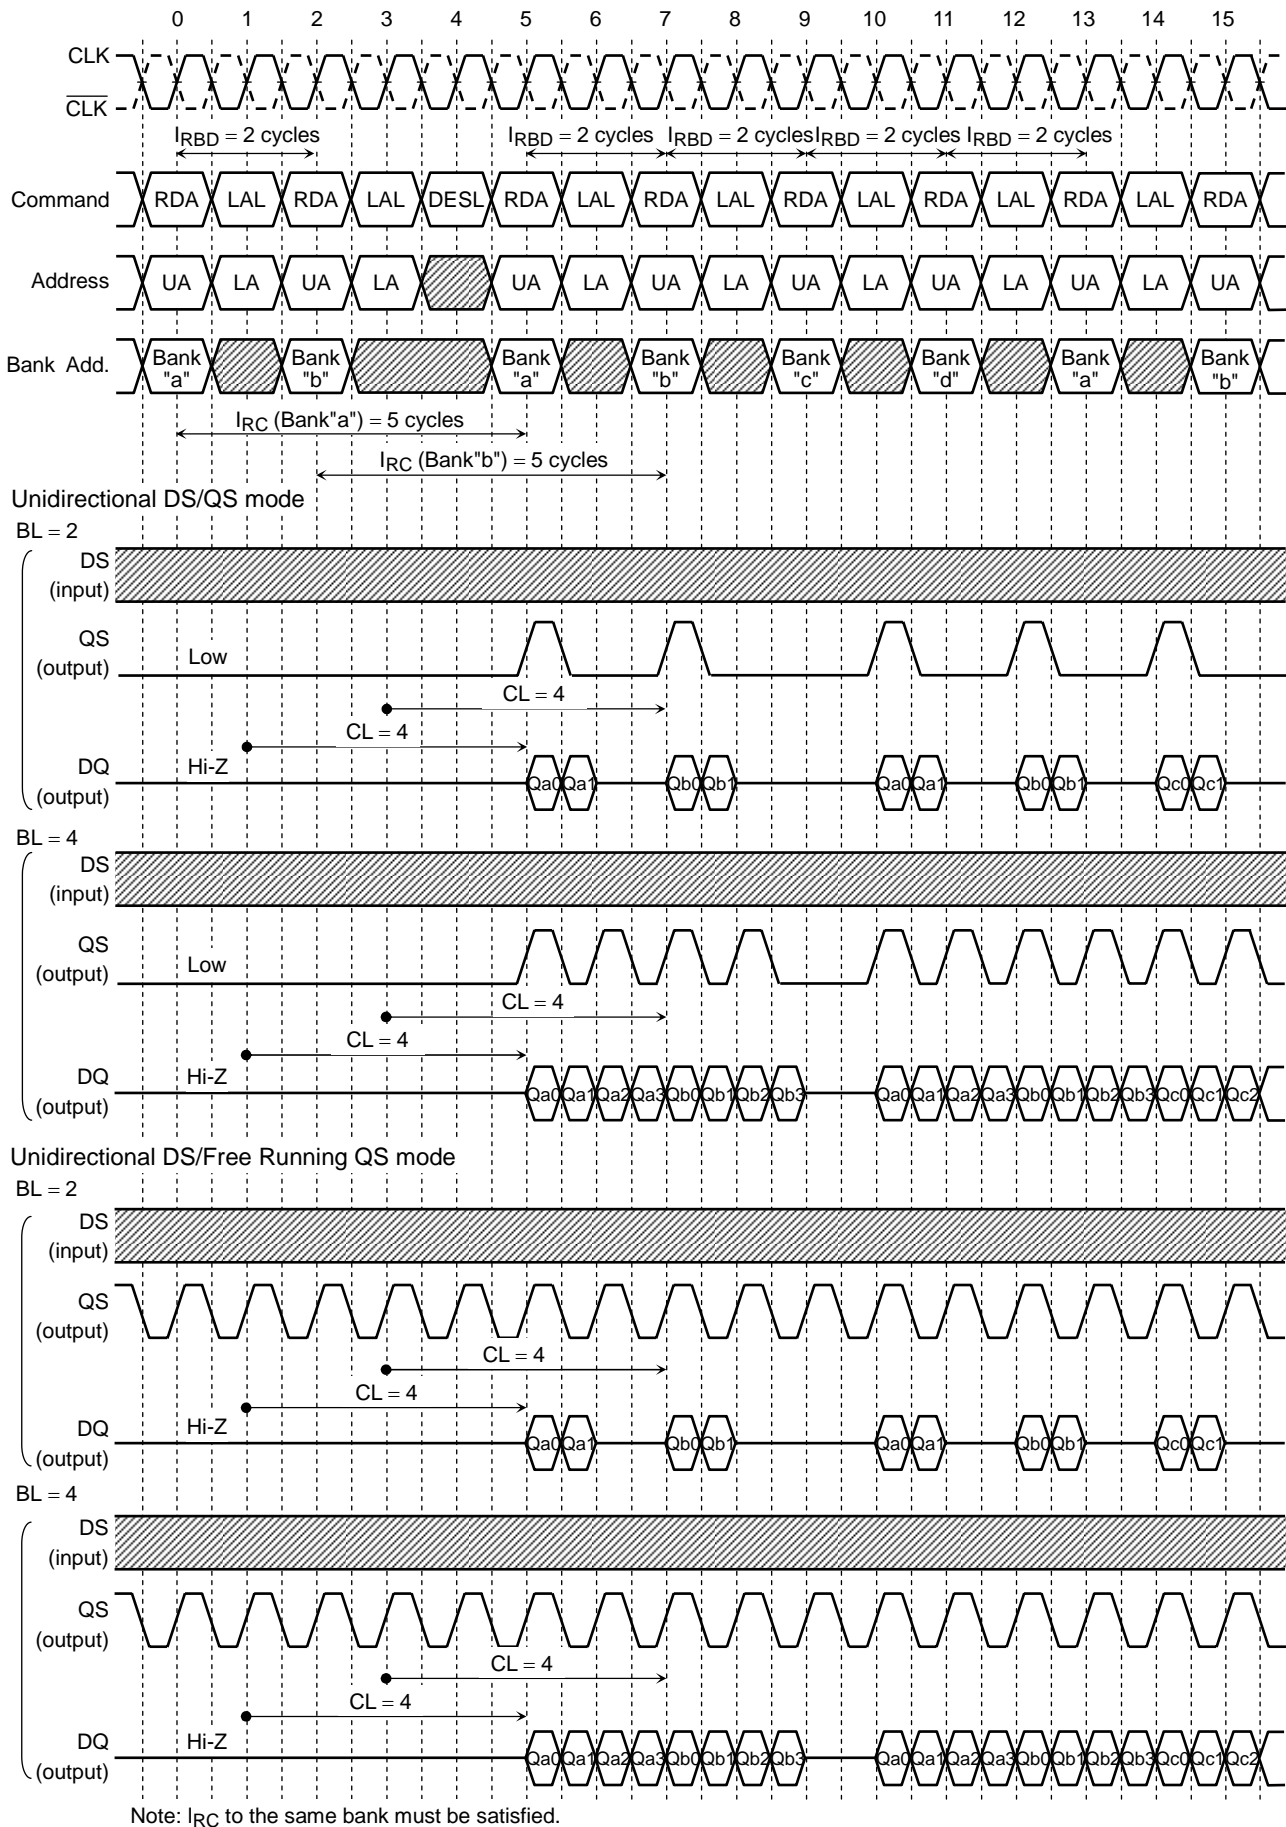 0 1 2 3 4 5 6 7 8 9 10 11 12 13 14 15
CLK
CLK
IRBD = 2 cycles IRBD = 2 cycles IRBD = 2 cycles IRBD = 2 cycles IRBD = 2 cycles
Command RDA LAL RDA LAL DESL RDA LAL RDA LAL RDA LAL RDA LAL RDA LAL RDA
Address UA LA UA LA UA LA UA LA UA LA UA LA UA LA UA
Bank Add. Bank "a" Bank "b" Bank "a" Bank "b" Bank "c" Bank "d" Bank "a" Bank "b"
IRC (Bank"a") = 5 cycles
IRC (Bank"b") = 5 cycles
Unidirectional DS/QS mode
BL = 2
DS
(input)
QS
(output)
Low
CL = 4
CL = 4
DQ
(output)
Hi-Z
Qa0 Qa1 Qb0 Qb1 Qa0 Qa1 Qb0 Qb1 Qc0 Qc1
BL = 4
DS
(input)
QS
(output)
Low
CL = 4
CL = 4
DQ
(output)
Hi-Z
Qa0 Qa1 Qa2 Qa3 Qb0 Qb1 Qb2 Qb3 Qa0 Qa1 Qa2 Qa3 Qb0 Qb1 Qb2 Qb3 Qc0 Qc1 Qc2
Unidirectional DS/Free Running QS mode
BL = 2
DS
(input)
QS
(output)
CL = 4
CL = 4
DQ
(output)
Hi-Z
Qa0 Qa1 Qb0 Qb1 Qa0 Qa1 Qb0 Qb1 Qc0 Qc1
BL = 4
DS
(input)
QS
(output)
CL = 4
CL = 4
DQ
(output)
Hi-Z
Qa0 Qa1 Qa2 Qa3 Qb0 Qb1 Qb2 Qb3 Qa0 Qa1 Qa2 Qa3 Qb0 Qb1 Qb2 Qb3 Qc0 Qc1 Qc2
Note: IRC to the same bank must be satisfied.